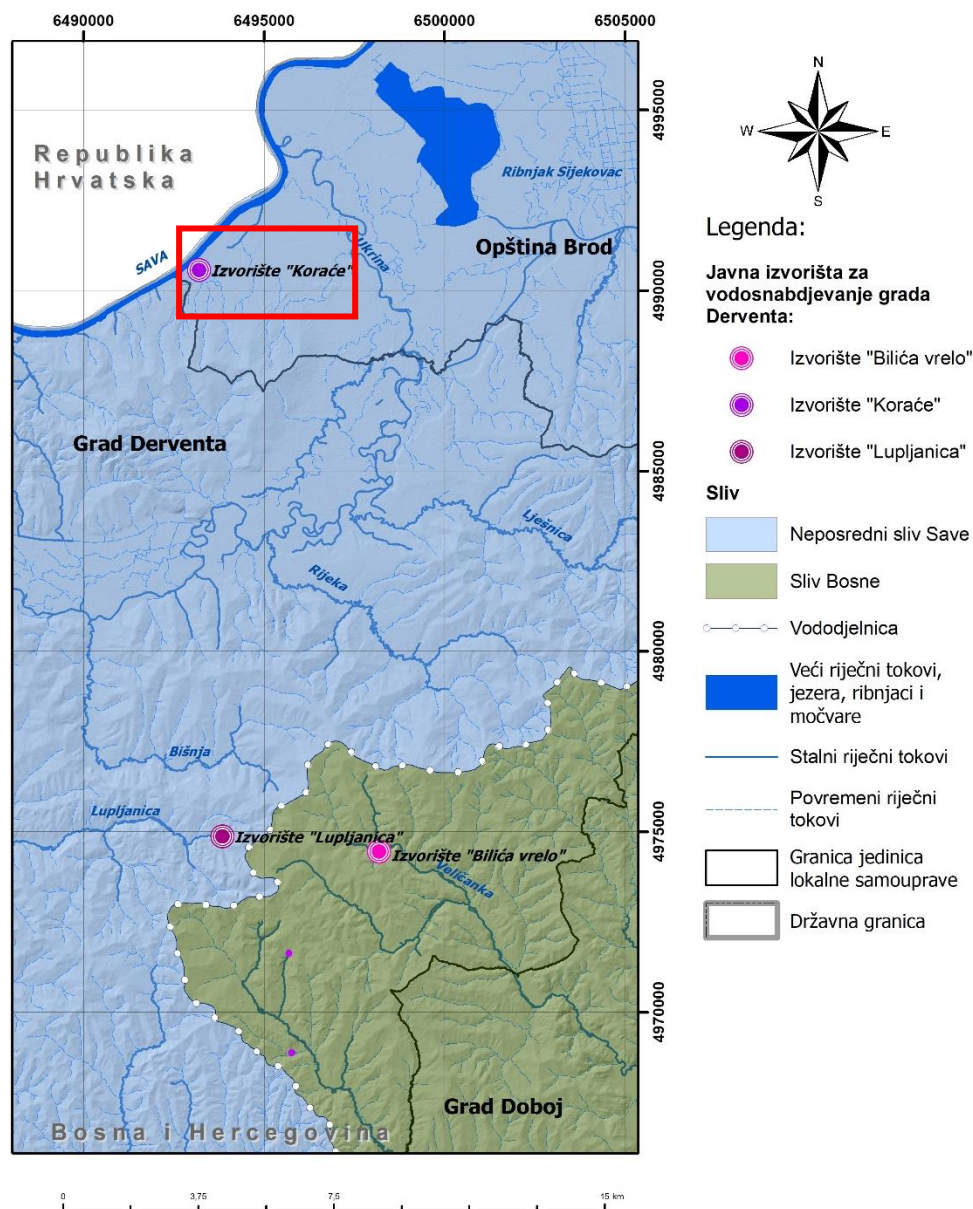 6490000 6495000 6500000 6505000
N
W E
S
4995000
Republika
Hrvatska
Ribnjak Sijekovac
SAVA
Ukrina
Opština Brod
Izvorište "Koraće"
4990000
Grad Derventa
4985000
Lješnica
Rijeka
4980000
Bišnja
Lupljanica
Izvorište "Lupljanica"
4975000
Izvorište "Bilića vrelo"
Veličanka
4970000
Grad Doboj
Bosna i Hercegovina
0 3,75 7,5 15 km
Legenda:
Javna izvorišta za
vodosnabdjevanje grada
Derventa:
Izvorište "Bilića vrelo"
Izvorište "Koraće"
Izvorište "Lupljanica"
Sliv
Neposredni sliv Save
Sliv Bosne
Vododjelnica
Veći riječni tokovi,
jezera, ribnjaci i
močvare
Stalni riječni tokovi
Povremeni riječni
tokovi
Granica jedinica
lokalne samouprave
Državna granica